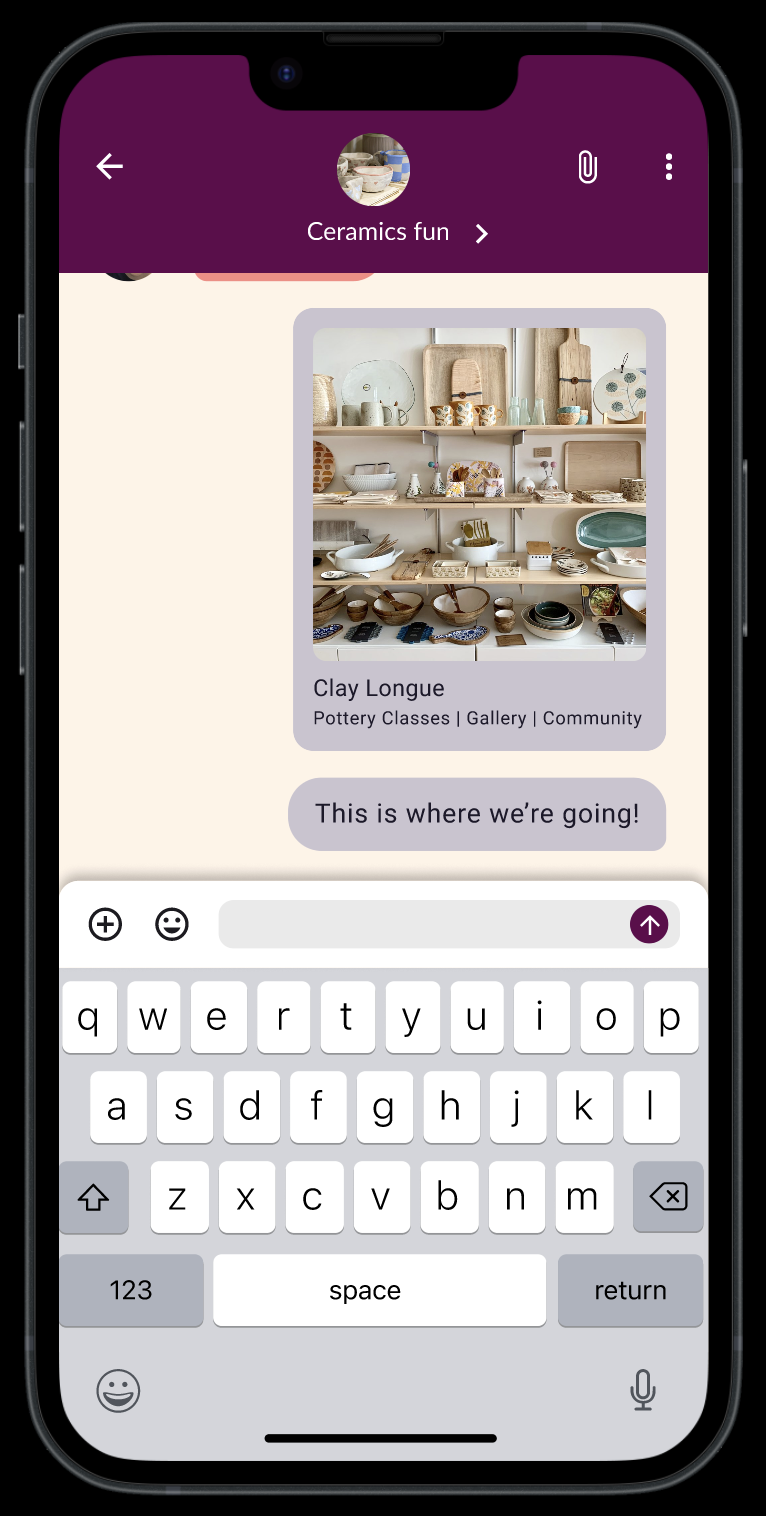 Ceramics fun
Clay Longue
Pottery Classes | Gallery | Community
This is where we’re going!
q w e r t y u i o p
a s d f g h j k l
z x c v b n m
123 space return